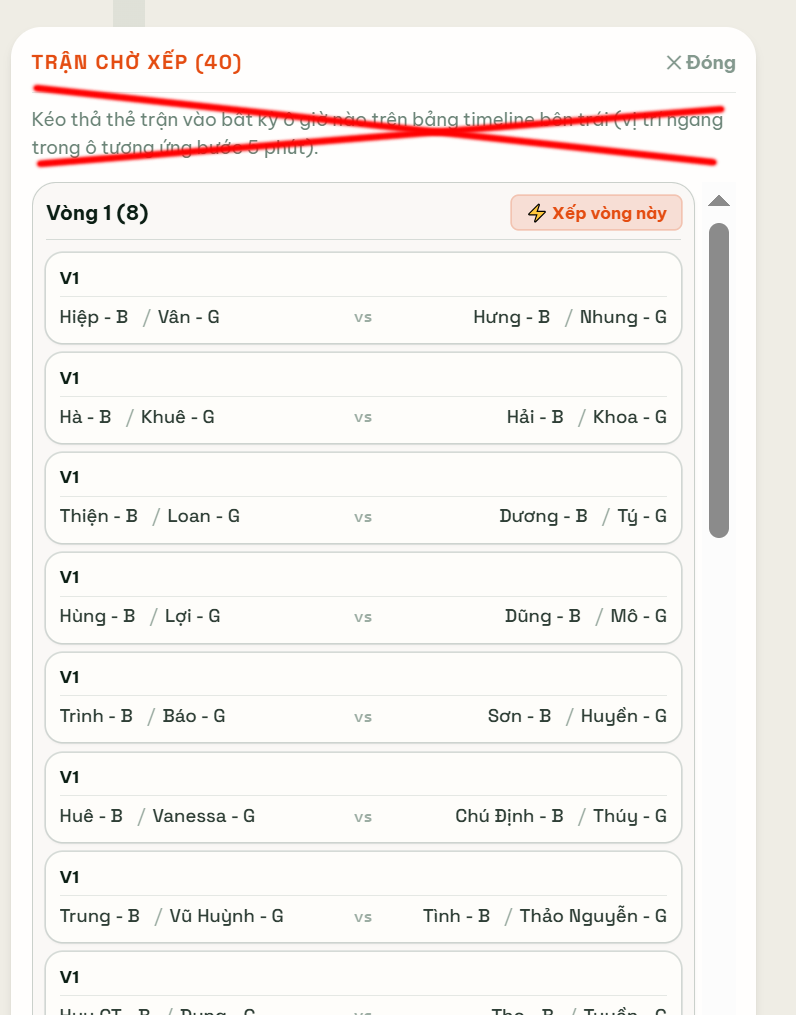 TRẬN CHỜ XẾP (40)
Đóng
Kéo thả thẻ trận vào bất kỳ ô giờ nào trên bảng timeline bên trái (vị trí ngang
trong ô tương ứng bước 5 phút).
Vòng 1 (8)
Xếp vòng này
V1
Hiệp - B / Vân - G vs Hưng - B / Nhung - G
V1
Hà - B / Khuê - G vs Hải - B / Khoa - G
V1
Thiện - B / Loan - G vs Dương - B / Tý - G
V1
Hùng - B / Lợi - G vs Dũng - B / Mô - G
V1
Trình - B / Báo - G vs Sơn - B / Huyền - G
V1
Huê - B / Vanessa - G vs Chú Định - B / Thúy - G
V1
Trung - B / Vũ Huỳnh - G vs Tình - B / Thảo Nguyễn - G
V1